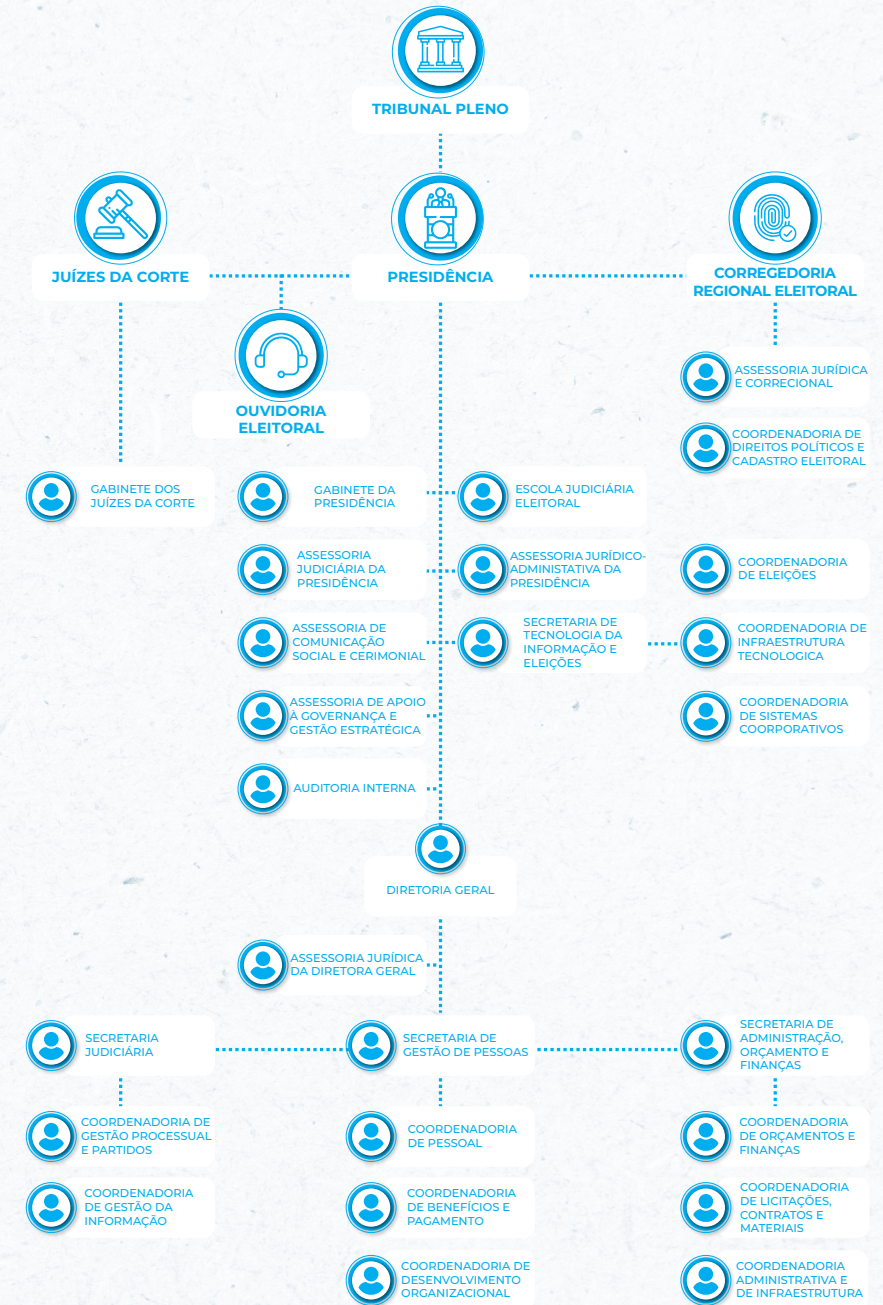 TRIBUNAL PLENO
JUÍZES DA CORTE
PRESIDÊNCIA
CORREGEDORIA
REGIONAL ELEITORAL
OUVIDORIA
ELEITORAL
ASSESSORIA JURÍDICA
E CORRECIONAL
COORDENADORIA DE
DIREITOS POLÍTICOS E
CADASTRO ELEITORAL
GABINETE DOS
JUÍZES DA CORTE
GABINETE DA
PRESIDÊNCIA
ESCOLA JUDICIÁRIA
ELEITORAL
ASSESSORIA
JUDICIÁRIA DA
PRESIDÊNCIA
ASSESSORIA JURÍDICO-
ADMINISTATIVA DA
PRESIDÊNCIA
COORDENADORIA
DE ELEIÇÕES
ASSESSORIA DE
COMUNICAÇÃO
SOCIAL E CERIMONIAL
SECRETARIA DE
TECNOLOGIA DA
INFORMAÇÃO E
ELEIÇÕES
COORDENADORIA DE
INFRAESTRUTURA
TECNOLOGICA
ASSESSORIA DE APOIO
À GOVERNANÇA E
GESTÃO ESTRATÉGICA
COORDENADORIA
DE SISTEMAS
COORPORATIVOS
AUDITORIA INTERNA
DIRETORIA GERAL
ASSESSORIA JURÍDICA
DA DIRETORA GERAL
SECRETARIA
JUDICIÁRIA
SECRETARIA DE
GESTÃO DE PESSOAS
SECRETARIA DE
ADMINISTRAÇÃO,
ORÇAMENTO E
FINANÇAS
COORDENADORIA DE
GESTÃO PROCESSUAL
E PARTIDOS
COORDENADORIA
DE PESSOAL
COORDENADORIA
DE ORÇAMENTOS E
FINANÇAS
COORDENADORIA
DE GESTÃO DA
INFORMAÇÃO
COORDENADORIA
DE BENEFÍCIOS E
PAGAMENTO
COORDENADORIA
DE LICITAÇÕES,
CONTRATOS E
MATERIAIS
COORDENADORIA DE
DESENVOLVIMENTO
ORGANIZACIONAL
COORDENADORIA
ADMINISTRATIVA E
DE INFRAESTRUTURA